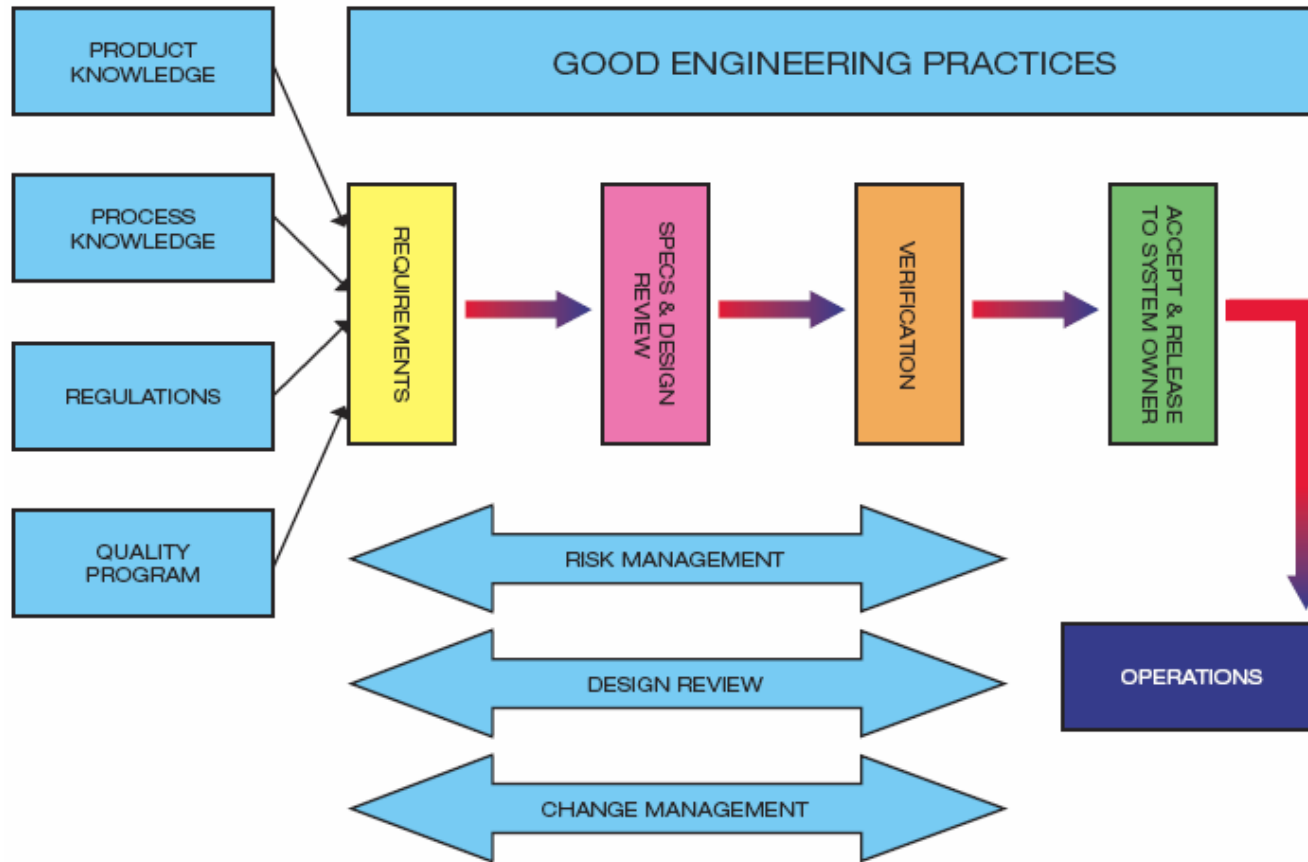 PRODUCT
KNOWLEDGE
GOOD ENGINEERING PRACTICES
PROCESS
KNOWLEDGE
REGULATIONS
QUALITY
PROGRAM
REQUIREMENTS
SPECS & DESIGN
REVIEW
VERIFICATION
ACCEPT & RELEASE
TO SYSTEM OWNER
RISK MANAGEMENT
DESIGN REVIEW
CHANGE MANAGEMENT
OPERATIONS